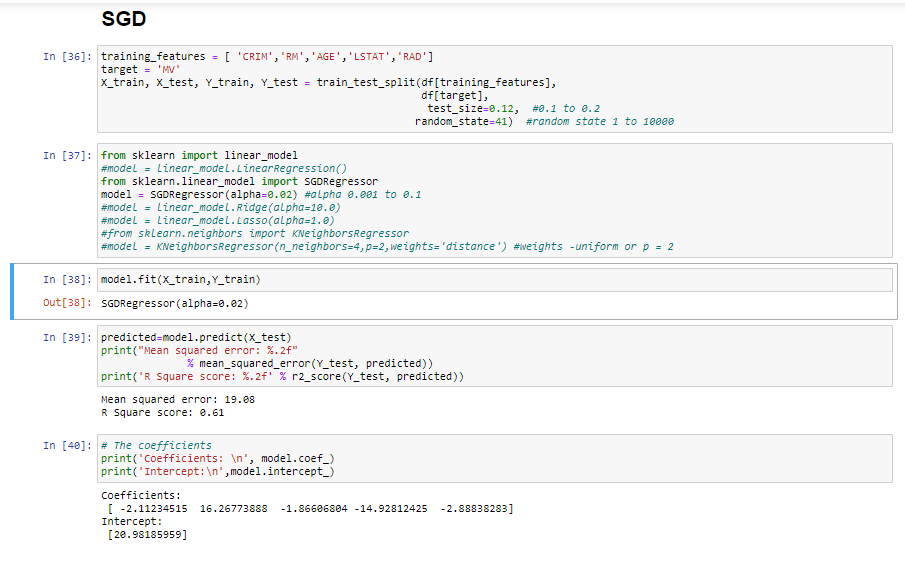 SGD
In [36]: training_features = [ 'CRIM','RM','AGE','LSTAT','RAD']
target = 'MV'
X_train, X_test, Y_train, Y_test = train_test_split(df[training_features],
df[target],
test_size=0.12, #0.1 to 0.2
random_state=41) #random state 1 to 10000
In [37]: from sklearn import linear_model
#model = linear_model.LinearRegression()
from sklearn.linear_model import SGDRegressor
model = SGDRegressor(alpha=0.02) #alpha 0.001 to 0.1
#model = linear_model.Ridge(alpha=10.0)
#model = linear_model.Lasso(alpha=1.0)
#from sklearn.neighbors import KNeighborsRegressor
#model = KNeighborsRegressor(n_neighbors=4,p=2,weights='distance') #weights -uniform or p = 2
In [38]: model.fit(X_train,Y_train)
Out[38]: SGDRegressor(alpha=0.02)
In [39]: predicted=model.predict(X_test)
print("Mean squared error: %.2f"
% mean_squared_error(Y_test, predicted))
print('R Square score: %.2f' % r2_score(Y_test, predicted))
Mean squared error: 19.08
R Square score: 0.61
In [40]: # The coefficients
print('Coefficients: \n', model.coef_)
print('Intercept:\n',model.intercept_)
Coefficients:
[ -2.11234515 16.26773888 -1.86606804 -14.92812425 -2.88838283]
Intercept:
[20.98185959]